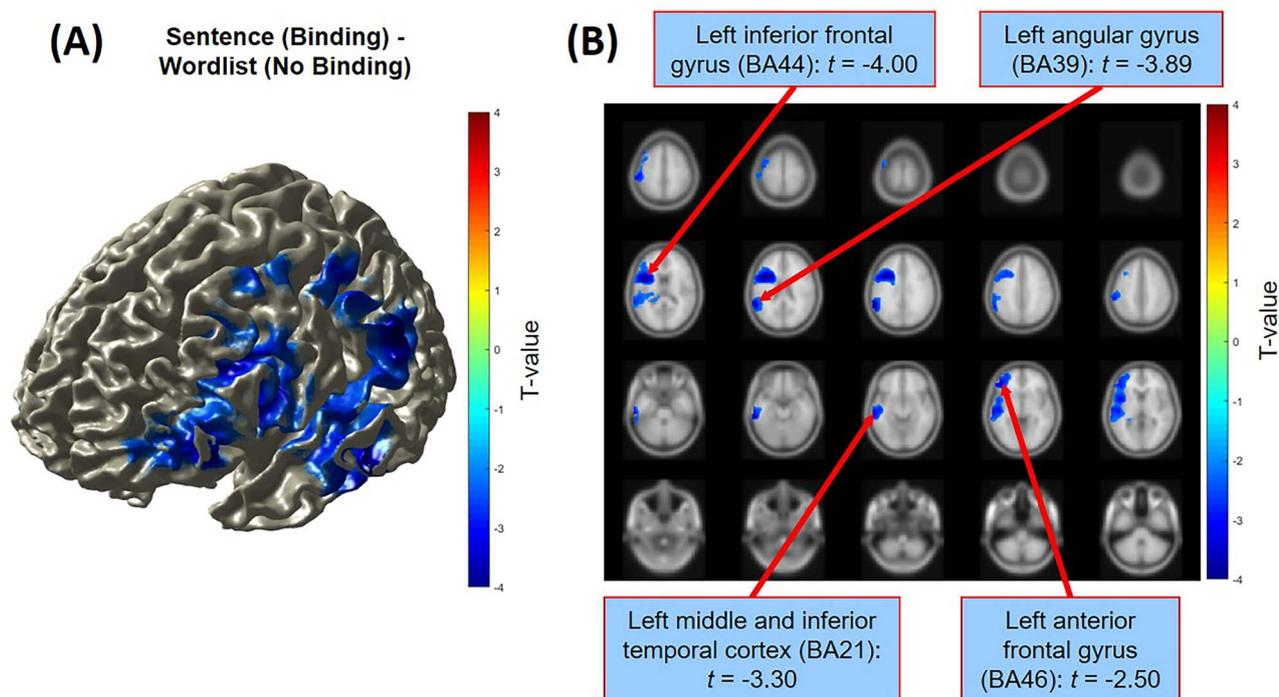 (A)
Sentence (Binding) -
Wordlist (No Binding)
4
3
2
1
0
-1
-2
-3
-4
T-value
(B)
Left inferior frontal
gyrus (BA44): t = -4.00
Left angular gyrus
(BA39): t = -3.89
4
3
2
1
0
-1
-2
-3
-4
T-value
Left middle and inferior
temporal cortex (BA21):
t = -3.30
Left anterior
frontal gyrus
(BA46): t = -2.50